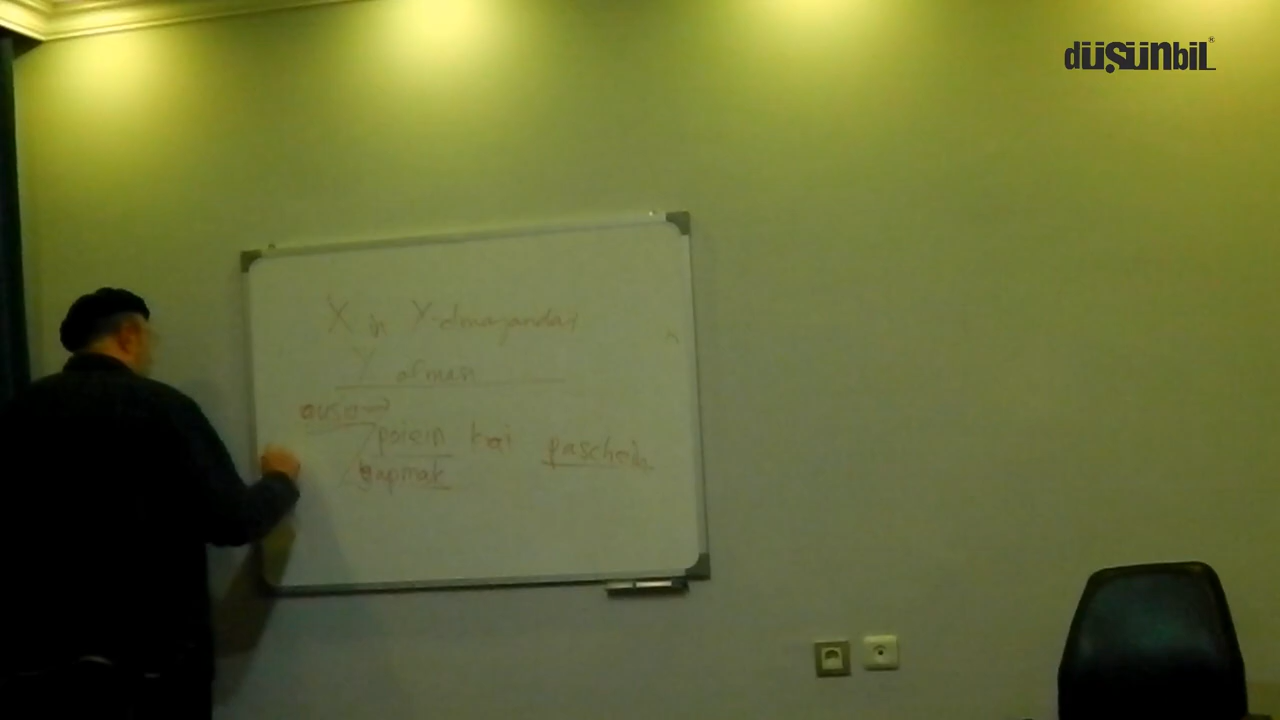 düşünbil
X in Y olmayandan
Y olması
ousia
poiein kai paschein
yapmak